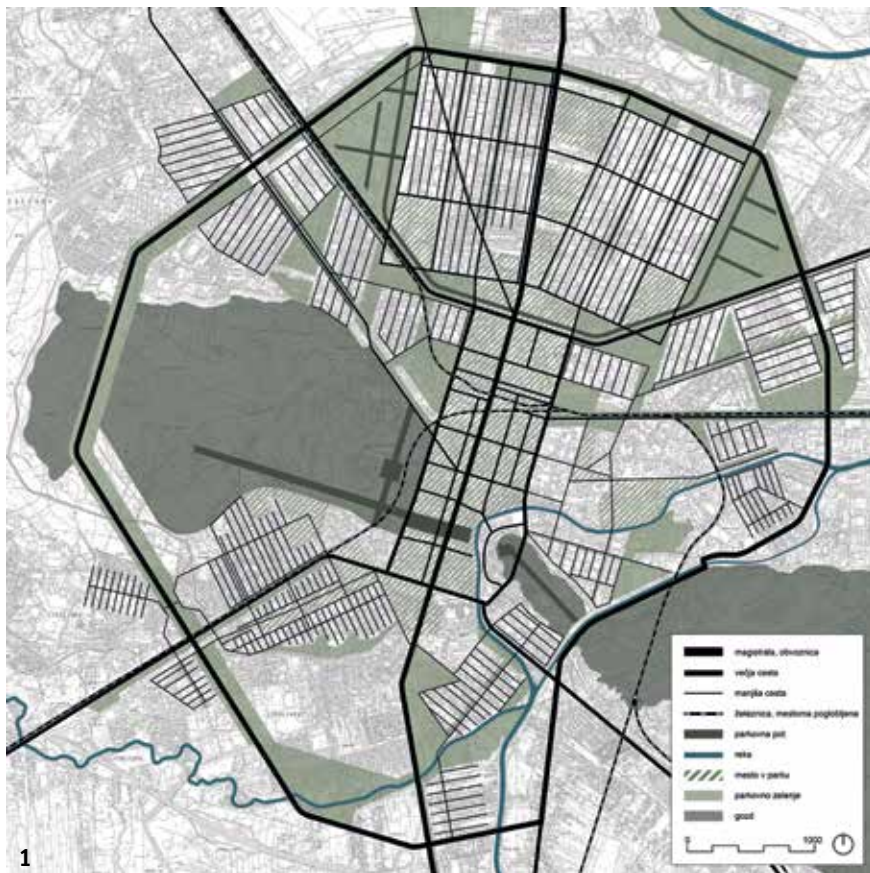 magistrala, obvoznica
večja cesta
manjša cesta
železnica, mestoma poglobljena
parkovna pot
reka
mesto v parku
parkovno zelenje
gozd
0 1000
1